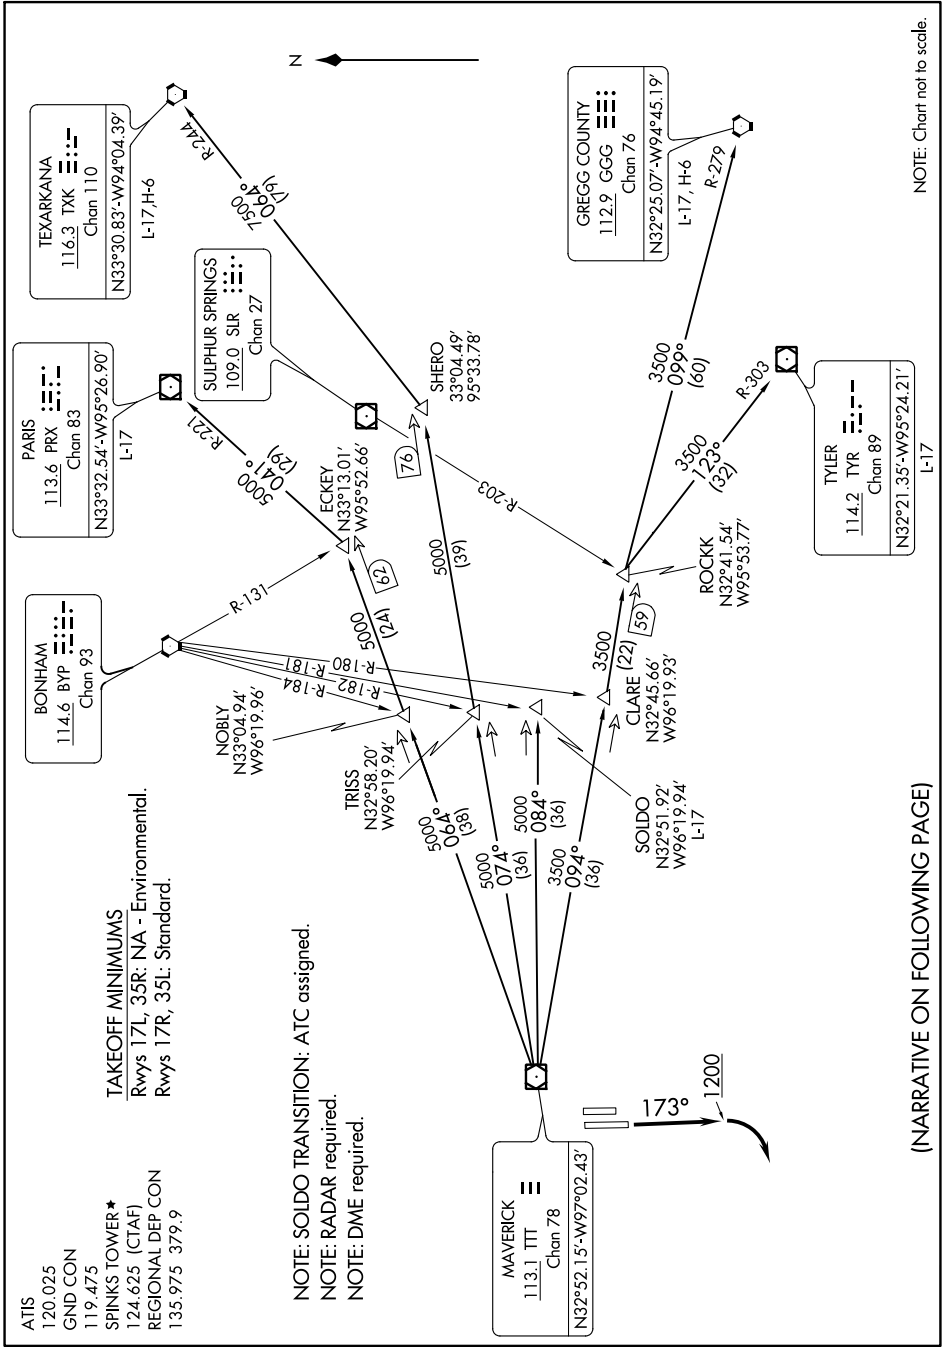 ATIS
120.025
GND CON
119.475
SPINKS TOWER★
124.625 (CTAF)
REGIONAL DEP CON
135.975 379.9
TAKEOFF MINIMUMS
Rwys 17L, 35R: NA - Environmental.
Rwys 17R, 35L: Standard.
NOTE: SOLDO TRANSITION: ATC assigned.
NOTE: RADAR required.
NOTE: DME required.
BONHAM
114.6 BYP
Chan 93
PARIS
113.6 PRX
Chan 83
N33°32.54'-W95°26.90'
L-17
TEXARKANA
116.3 TXK
Chan 110
N33°30.83'-W94°04.39'
L-17,H-6
SULPHUR SPRINGS
109.0 SLR
Chan 27
N
R-244
7500
064°
(79)
R-221
5000
041°
(29)
R-131
R-181
R-180
R-184
R-182
ECKEY
N33°13.01'
W95°52.66'
62
5000
(24)
NOBLY
N33°04.94'
W96°19.96'
SHERO
33°04.49'
95°33.78'
76
5000
(39)
R-203
TRISS
N32°58.20'
W96°19.94'
5000
064°
(38)
5000
074°
(36)
5000
084°
(36)
3500
094°
(36)
SOLDO
N32°51.92'
W96°19.94'
L-17
CLARE
N32°45.66'
W96°19.93'
3500
(22)
59
ROCKK
N32°41.54'
W95°53.77'
3500
099°
(60)
R-279
3500
123°
(32)
R-303
GREGG COUNTY
112.9 GGG
Chan 76
N32°25.07'-W94°45.19'
L-17, H-6
TYLER
114.2 TYR
Chan 89
N32°21.35'-W95°24.21'
L-17
MAVERICK
113.1 TTT
Chan 78
N32°52.15'-W97°02.43'
173°
1200
NOTE: Chart not to scale.
(NARRATIVE ON FOLLOWING PAGE)